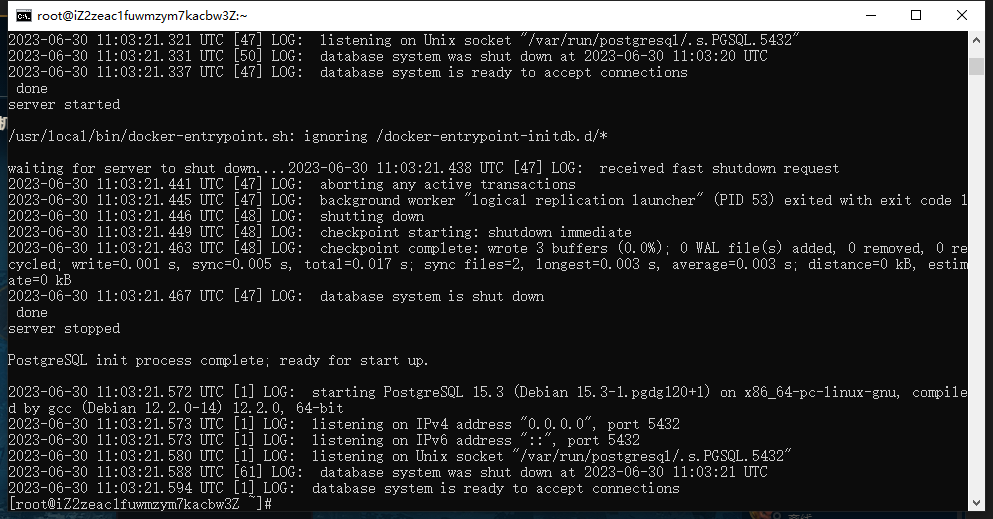 root@iZ2zeac1fuwmzym7kacbw3Z:~
2023-06-30 11:03:21.321 UTC [47] LOG:  listening on Unix socket "/var/run/postgresql/.s.PGSQL.5432"
2023-06-30 11:03:21.331 UTC [50] LOG:  database system was shut down at 2023-06-30 11:03:20 UTC
2023-06-30 11:03:21.337 UTC [47] LOG:  database system is ready to accept connections
 done
server started
/usr/local/bin/docker-entrypoint.sh: ignoring /docker-entrypoint-initdb.d/*
waiting for server to shut down....2023-06-30 11:03:21.438 UTC [47] LOG:  received fast shutdown request
2023-06-30 11:03:21.441 UTC [47] LOG:  aborting any active transactions
2023-06-30 11:03:21.445 UTC [47] LOG:  background worker "logical replication launcher" (PID 53) exited with exit code 1
2023-06-30 11:03:21.446 UTC [48] LOG:  shutting down
2023-06-30 11:03:21.449 UTC [48] LOG:  checkpoint starting: shutdown immediate
2023-06-30 11:03:21.463 UTC [48] LOG:  checkpoint complete: wrote 3 buffers (0.0%); 0 WAL file(s) added, 0 removed, 0 re
cycled; write=0.001 s, sync=0.005 s, total=0.017 s; sync files=2, longest=0.003 s, average=0.003 s; distance=0 kB, estim
ate=0 kB
2023-06-30 11:03:21.467 UTC [47] LOG:  database system is shut down
 done
server stopped
PostgreSQL init process complete; ready for start up.
2023-06-30 11:03:21.572 UTC [1] LOG:  starting PostgreSQL 15.3 (Debian 15.3-1.pgdg120+1) on x86_64-pc-linux-gnu, compile
d by gcc (Debian 12.2.0-14) 12.2.0, 64-bit
2023-06-30 11:03:21.573 UTC [1] LOG:  listening on IPv4 address "0.0.0.0", port 5432
2023-06-30 11:03:21.573 UTC [1] LOG:  listening on IPv6 address "::", port 5432
2023-06-30 11:03:21.580 UTC [1] LOG:  listening on Unix socket "/var/run/postgresql/.s.PGSQL.5432"
2023-06-30 11:03:21.588 UTC [61] LOG:  database system was shut down at 2023-06-30 11:03:21 UTC
2023-06-30 11:03:21.594 UTC [1] LOG:  database system is ready to accept connections
[root@iZ2zeac1fuwmzym7kacbw3Z ~]#